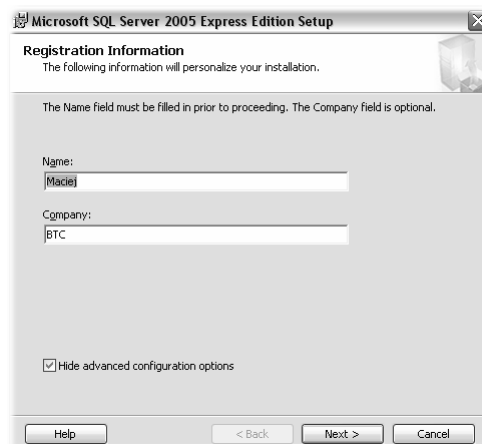 Microsoft SQL Server 2005 Express Edition Setup
Registration Information
The following information will personalize your installation.
The Name field must be filled in prior to proceeding. The Company field is optional.
Name:
Maciej
Company:
BTC
Hide advanced configuration options
Help < Back Next > Cancel